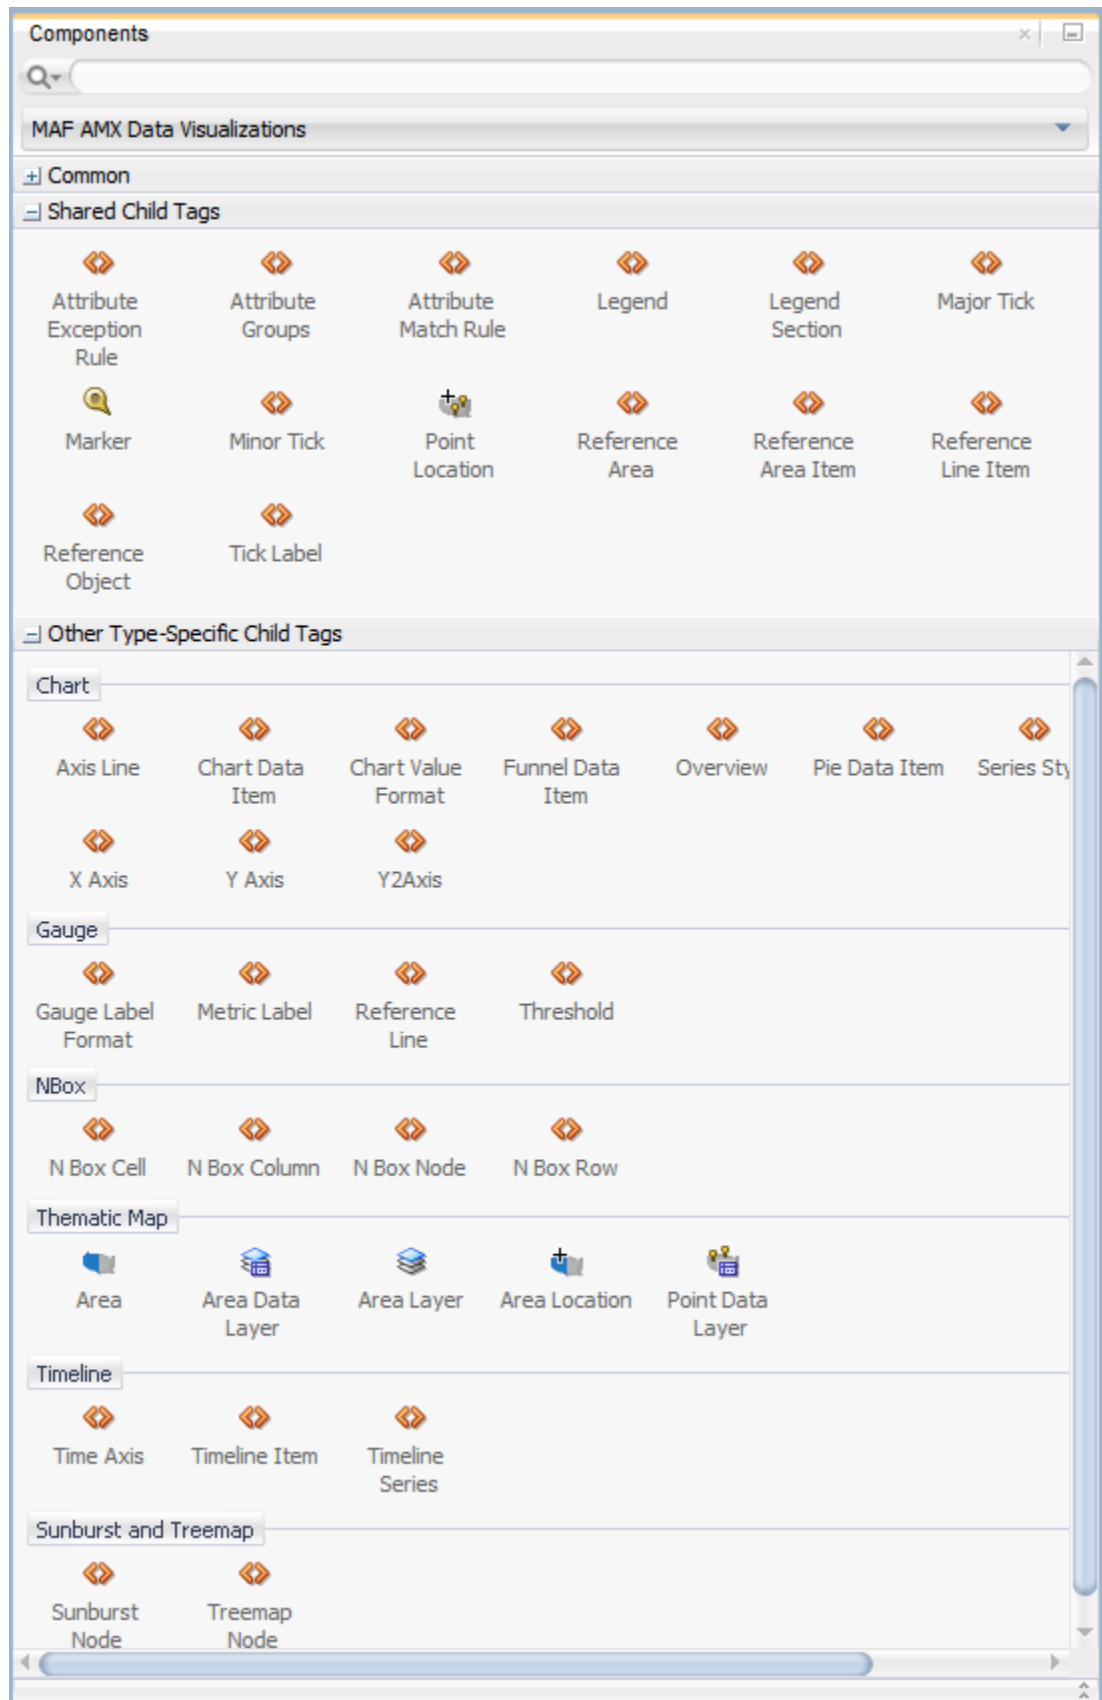 Components
MAF AMX Data Visualizations
Common
Shared Child Tags
Attribute Attribute Attribute Legend Legend Major Tick
Exception Groups Match Rule Section
Rule
Marker Minor Tick Point Reference Reference Reference
Location Area Area Item Line Item
Reference Tick Label
Object
Other Type-Specific Child Tags
Chart
Axis Line Chart Data Chart Value Funnel Data Overview Pie Data Item Series Sty
Item Format Item
X Axis Y Axis Y2Axis
Gauge
Gauge Label Metric Label Reference Threshold
Format Line
NBox
N Box Cell N Box Column N Box Node N Box Row
Thematic Map
Area Area Data Area Layer Area Location Point Data
Layer Layer
Timeline
Time Axis Timeline Item Timeline
Series
Sunburst and Treemap
Sunburst Treemap
Node Node